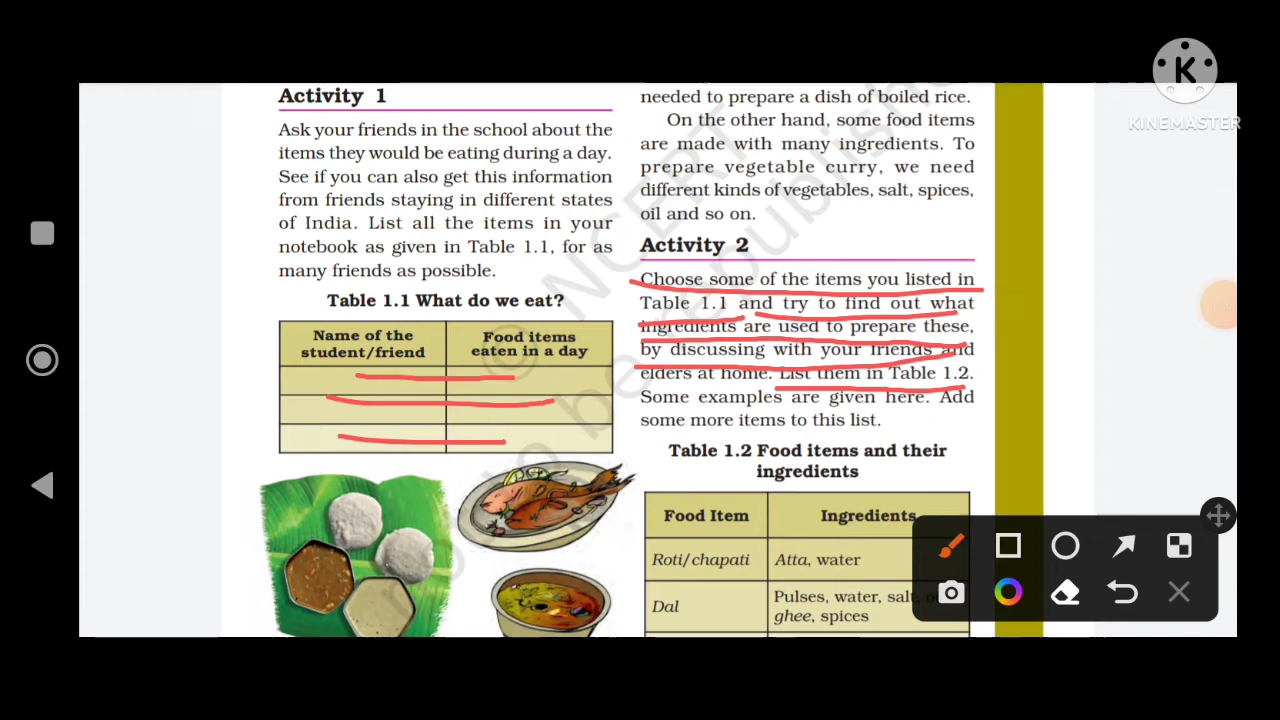 Activity 1
Ask your friends in the school about the
items they would be eating during a day.
See if you can also get this information
from friends staying in different states
of India. List all the items in your
notebook as given in Table 1.1, for as
many friends as possible.
Table 1.1 What do we eat?
Name of the
student/friend
Food items
eaten in a day
needed to prepare a dish of boiled rice.
On the other hand, some food items
are made with many ingredients. To
prepare vegetable curry, we need
different kinds of vegetables, salt, spices,
oil and so on.
Activity 2
Choose some of the items you listed in
Table 1.1 and try to find out what
ingredients are used to prepare these,
by discussing with your friends and
elders at home. List them in Table 1.2.
Some examples are given here. Add
some more items to this list.
Table 1.2 Food items and their
ingredients
Food Item
Ingredients
Roti/chapati
Atta, water
Dal
Pulses, water, salt,
ghee, spices
© NCERT
be republished
K
KINEMASTER